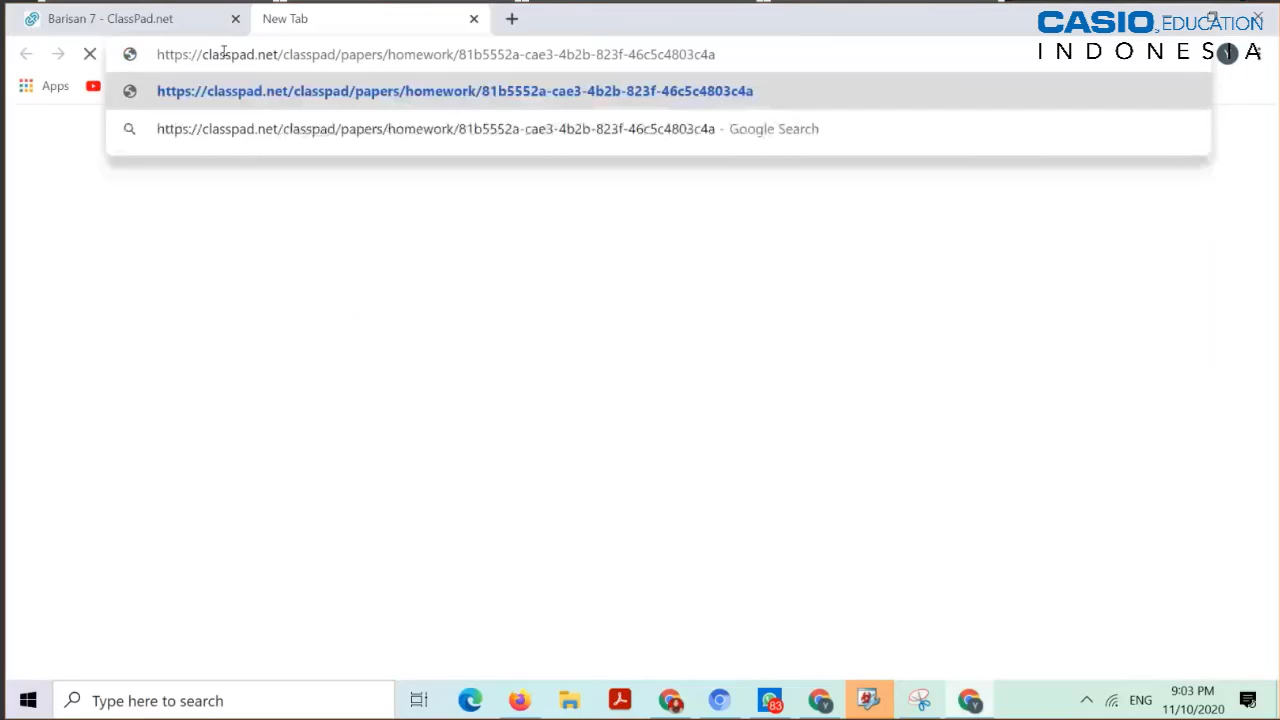 Barisan 7 - ClassPad.net
New Tab
CASIO EDUCATION
INDONESIA
https://classpad.net/classpad/papers/homework/81b5552a-cae3-4b2b-823f-46c5c4803c4a
Apps
https://classpad.net/classpad/papers/homework/81b5552a-cae3-4b2b-823f-46c5c4803c4a
https://classpad.net/classpad/papers/homework/81b5552a-cae3-4b2b-823f-46c5c4803c4a - Google Search
Type here to search
83
ENG
9:03 PM
11/10/2020